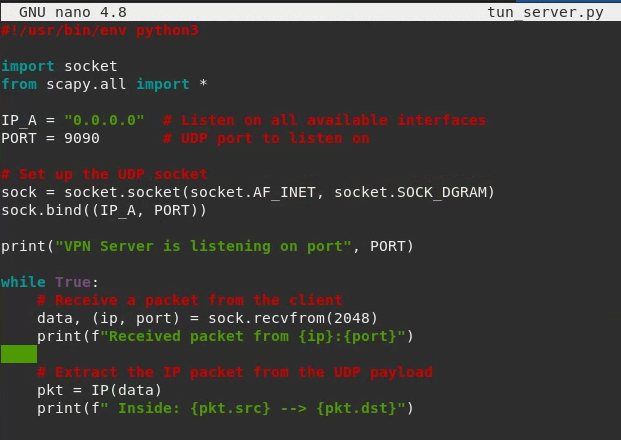 GNU nano 4.8 tun_server.py
#!/usr/bin/env python3
import socket
from scapy.all import *
IP_A = "0.0.0.0"  # Listen on all available interfaces
PORT = 9090       # UDP port to listen on
# Set up the UDP socket
sock = socket.socket(socket.AF_INET, socket.SOCK_DGRAM)
sock.bind((IP_A, PORT))
print("VPN Server is listening on port", PORT)
while True:
    # Receive a packet from the client
    data, (ip, port) = sock.recvfrom(2048)
    print(f"Received packet from {ip}:{port}")
    # Extract the IP packet from the UDP payload
    pkt = IP(data)
    print(f" Inside: {pkt.src} --> {pkt.dst}")